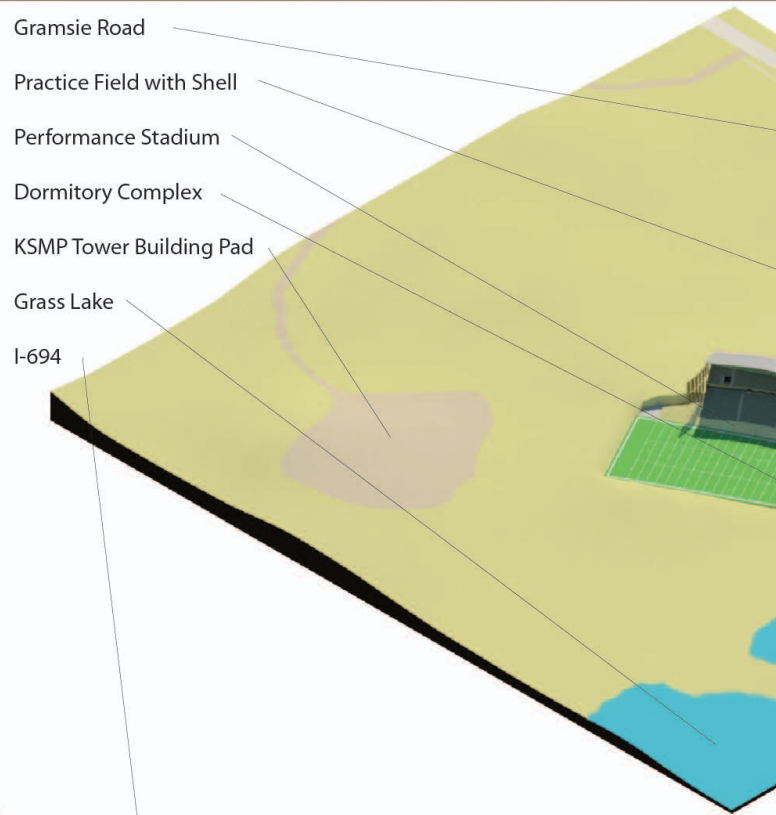 Gramsie Road
Practice Field with Shell
Performance Stadium
Dormitory Complex
KSMP Tower Building Pad
Grass Lake
I-694